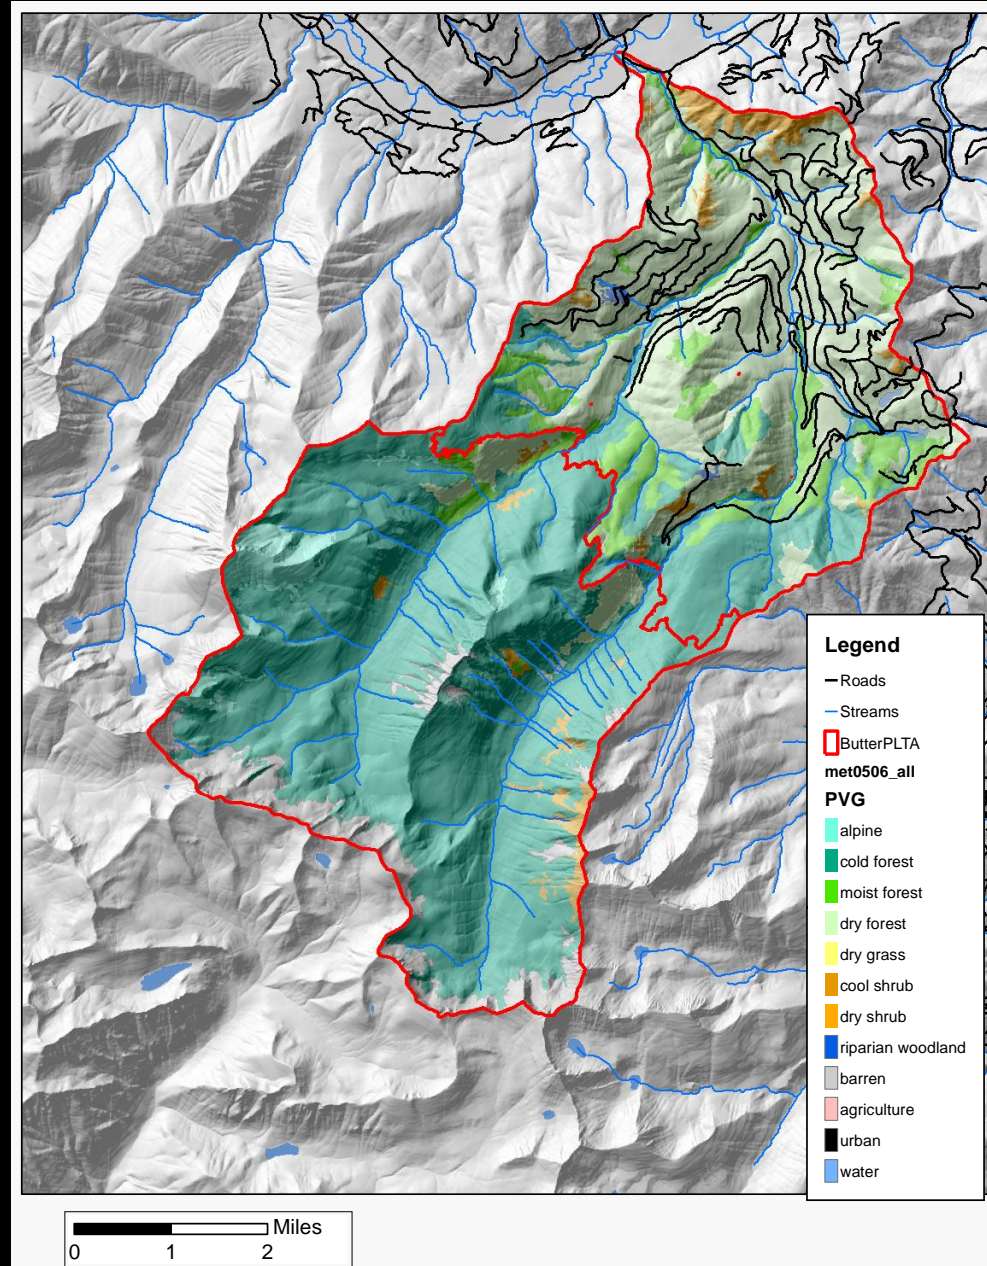 Legend
Roads
Streams
ButterPLTA
met0506_all
PVG
alpine
cold forest
moist forest
dry forest
dry grass
cool shrub
dry shrub
riparian woodland
barren
agriculture
urban
water
Miles
0 1 2